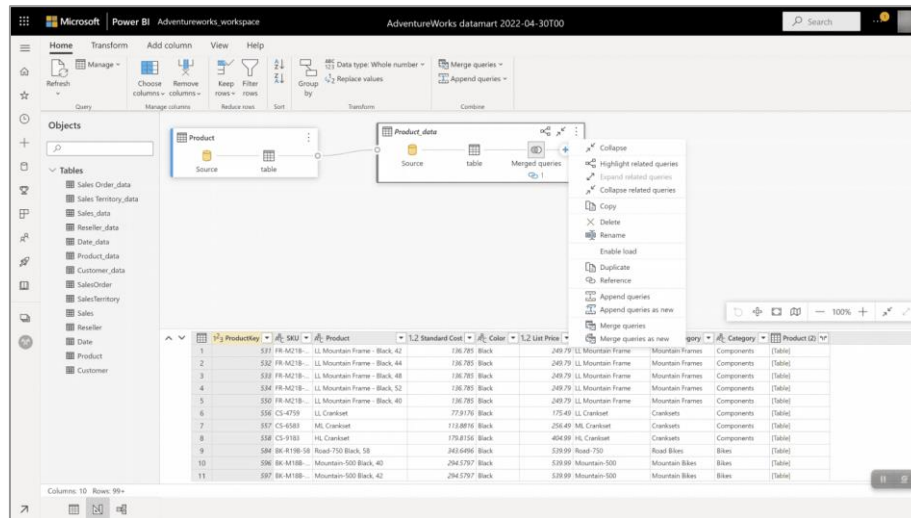 Microsoft Power BI Adventureworks_workspace AdventureWorks datamart 2022-04-30T00 Search
Home Transform Add column View Help
Refresh
Manage
Choose columns
Remove columns
Keep rows
Filter rows
Group by
Data type: Whole number
Replace values
Merge queries
Append queries
Query Manage columns Reduce rows Sort Transform Combine
Objects
Tables
Sales Order_data
Sales Territory_data
Sales_data
Reseller_data
Date_data
Product_data
Customer_data
SalesOrder
SalesTerritory
Sales
Reseller
Date
Product
Customer
Product
Source table
Product_data
Source table Merged queries
1
Collapse
Highlight related queries
Expand related queries
Collapse related queries
Copy
Delete
Rename
Enable load
Duplicate
Reference
Append queries
Append queries as new
Merge queries
Merge queries as new
100%
ProductKey SKU Product Standard Cost Color List Price Category Product (2)
1 531 FR-M21B-... LL Mountain Frame - Black, 42 136.785 Black 249.79 LL Mountain Frame Mountain Frames Components [Table]
2 532 FR-M21B-... LL Mountain Frame - Black, 44 136.785 Black 249.79 LL Mountain Frame Mountain Frames Components [Table]
3 533 FR-M21B-... LL Mountain Frame - Black, 48 136.785 Black 249.79 LL Mountain Frame Mountain Frames Components [Table]
4 534 FR-M21B-... LL Mountain Frame - Black, 52 136.785 Black 249.79 LL Mountain Frame Mountain Frames Components [Table]
5 550 FR-M21B-... LL Mountain Frame - Black, 40 136.785 Black 249.79 LL Mountain Frame Mountain Frames Components [Table]
6 556 CS-4759 LL Crankset 77.9176 Black 175.49 LL Crankset Cranksets Components [Table]
7 557 CS-6583 ML Crankset 113.8816 Black 256.49 ML Crankset Cranksets Components [Table]
8 558 CS-9183 HL Crankset 179.8156 Black 404.99 HL Crankset Cranksets Components [Table]
9 584 BK-R19B-58 Road-750 Black, 58 343.6496 Black 539.99 Road-750 Road Bikes Bikes [Table]
10 596 BK-M18B-... Mountain-500 Black, 40 294.5797 Black 539.99 Mountain-500 Mountain Bikes Bikes [Table]
11 597 BK-M18B-... Mountain-500 Black, 42 294.5797 Black 539.99 Mountain-500 Mountain Bikes Bikes [Table]
Columns: 10 Rows: 99+